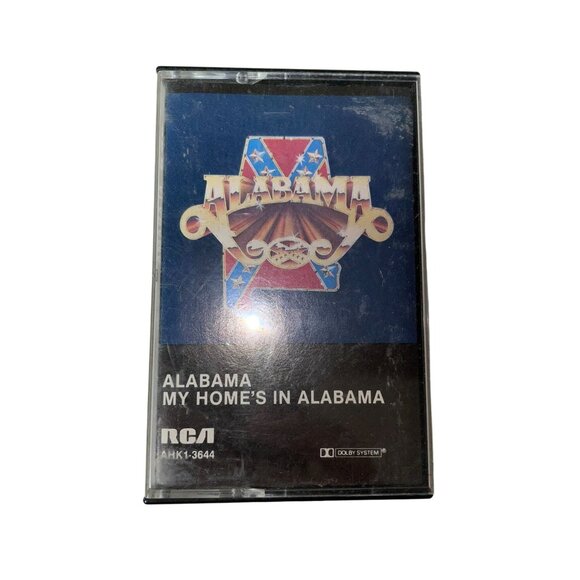 ALABAMA
ALABAMA
MY HOME'S IN ALABAMA
RCA
AHK1-3644
DOLBY SYSTEM®